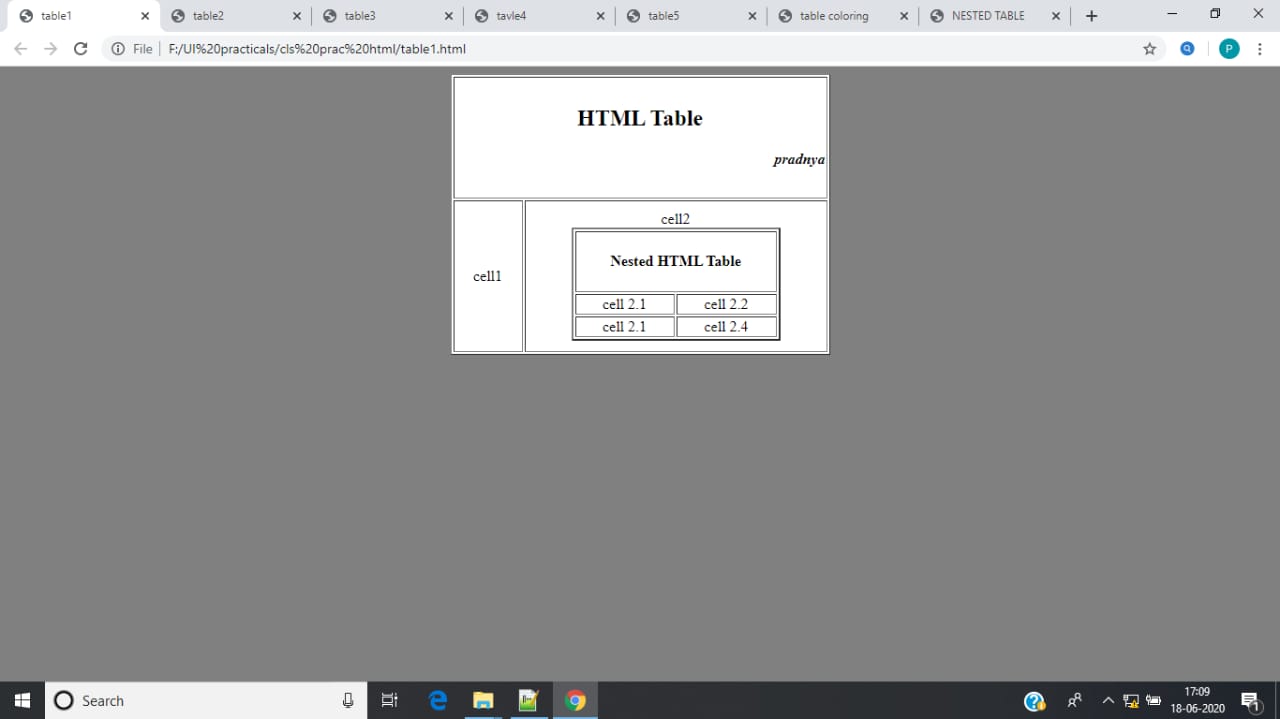 table1 table2 table3 tavle4 table5 table coloring NESTED TABLE
File F:/UI%20practicals/cls%20prac%20html/table1.html P
HTML Table
pradnya
cell1
cell2
Nested HTML Table
cell 2.1 cell 2.2
cell 2.1 cell 2.4
Search
17:09
18-06-2020
1